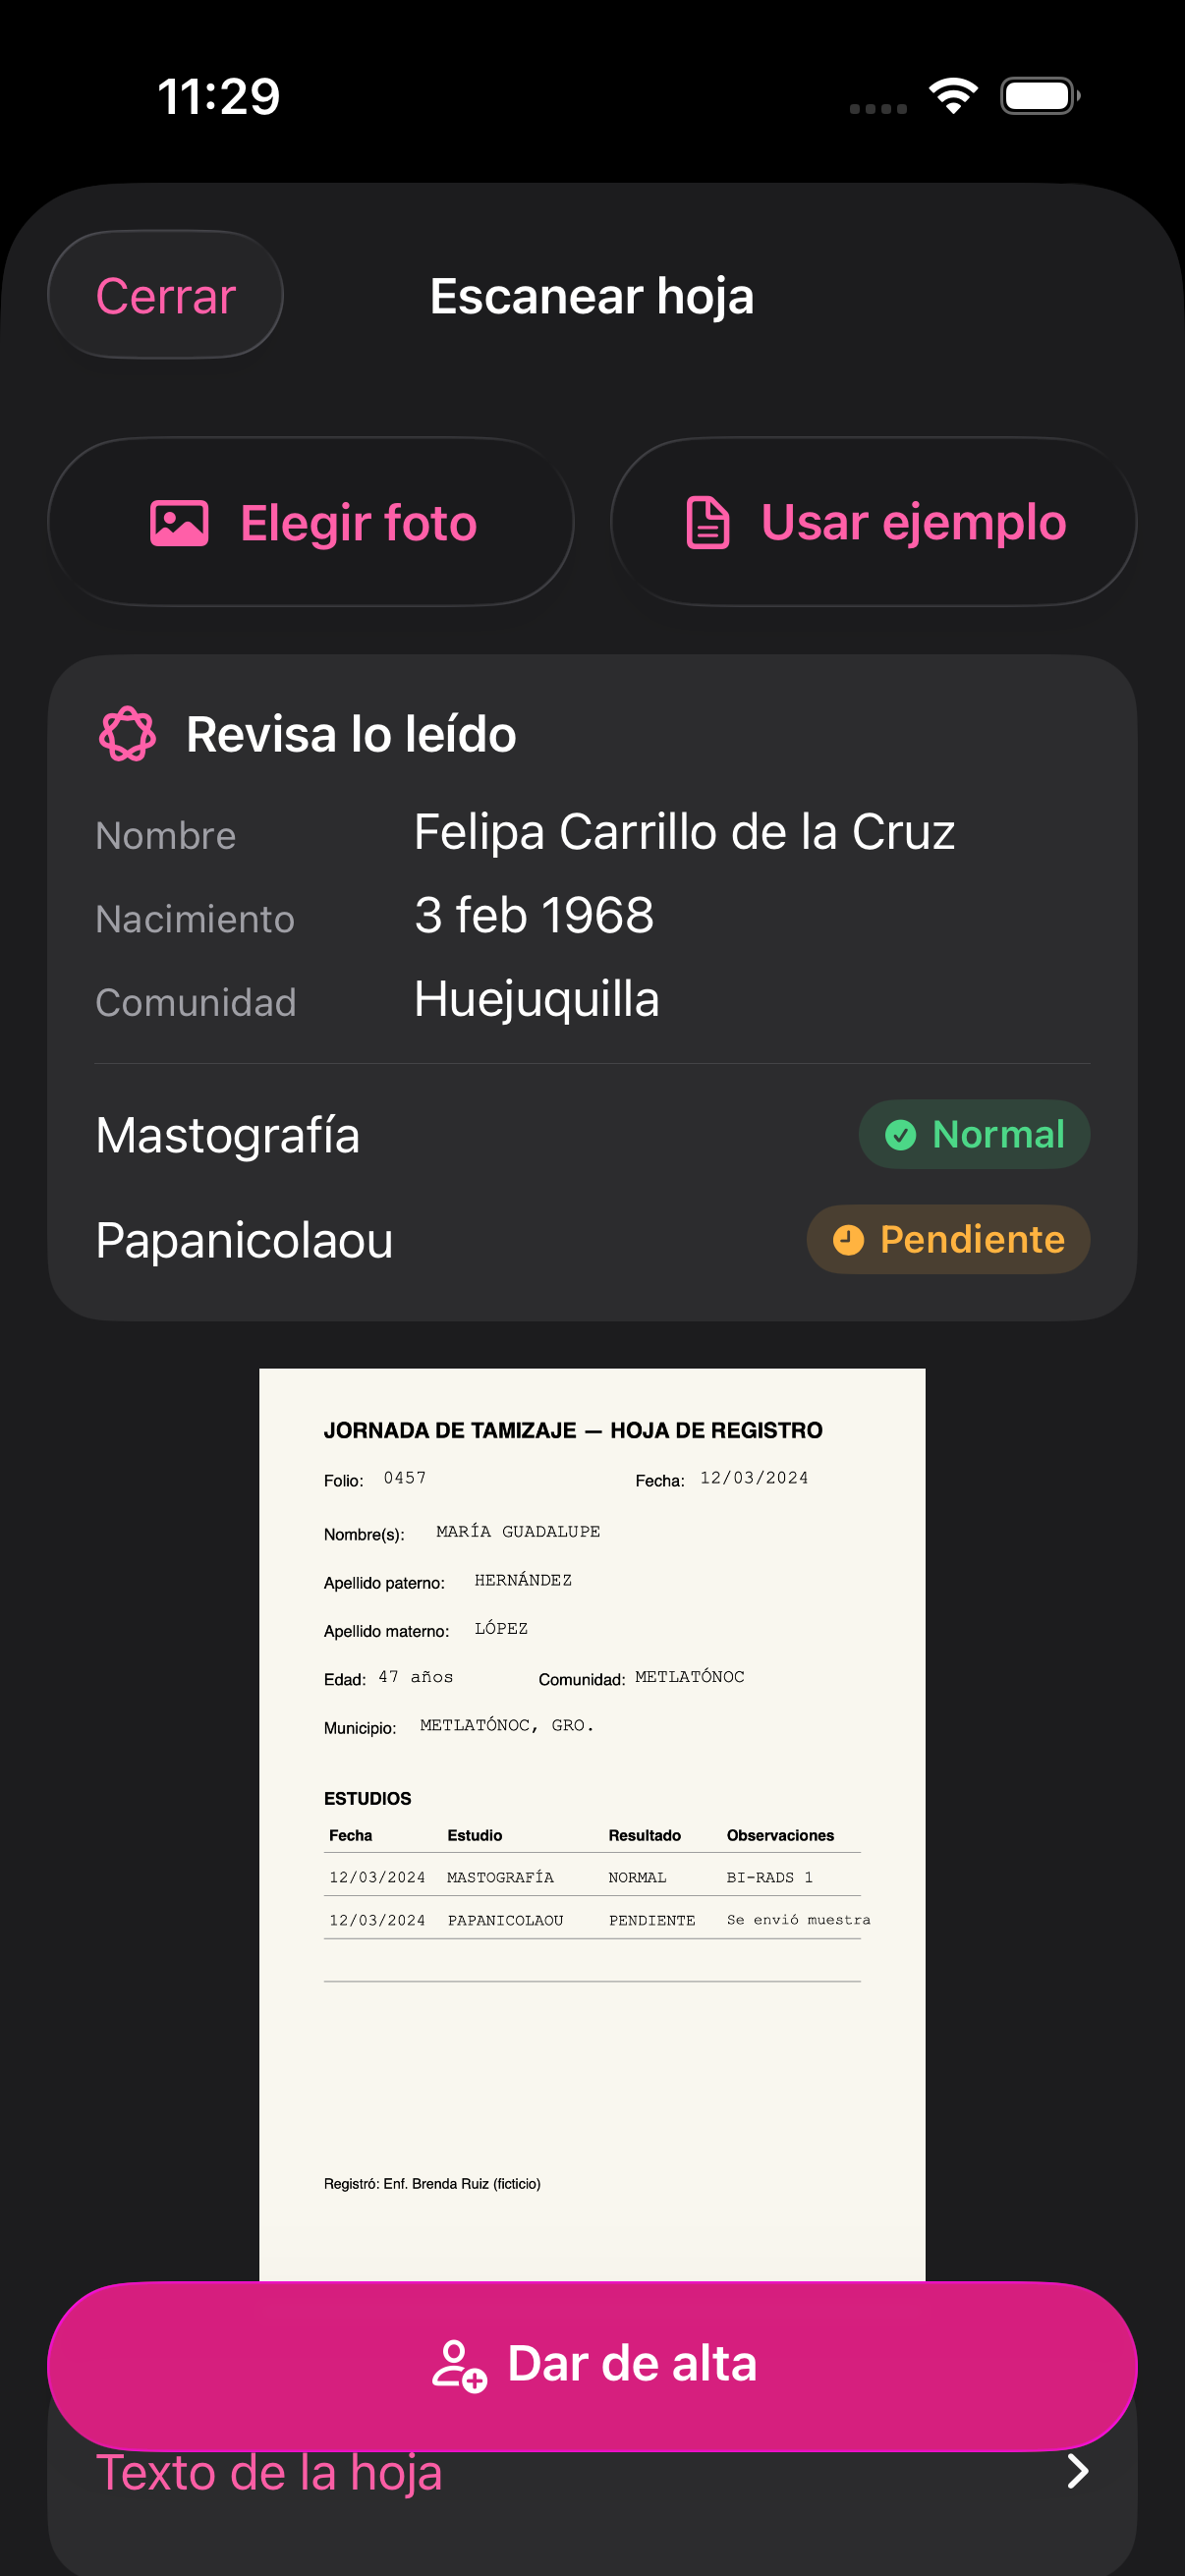 11:29
Cerrar
Escanear hoja
Elegir foto
Usar ejemplo
Revisa lo leído
Nombre Felipa Carrillo de la Cruz
Nacimiento 3 feb 1968
Comunidad Huejuquilla
Mastografía Normal
Papanicolaou Pendiente
JORNADA DE TAMIZAJE — HOJA DE REGISTRO
Folio: 0457 Fecha: 12/03/2024
Nombre(s): MARÍA GUADALUPE
Apellido paterno: HERNÁNDEZ
Apellido materno: LÓPEZ
Edad: 47 años Comunidad: METLATÓNOC
Municipio: METLATÓNOC, GRO.
ESTUDIOS
Fecha Estudio Resultado Observaciones
12/03/2024 MASTOGRAFÍA NORMAL BI-RADS 1
12/03/2024 PAPANICOLAOU PENDIENTE Se envió muestra
Registró: Enf. Brenda Ruiz (ficticio)
Dar de alta
Texto de la hoja